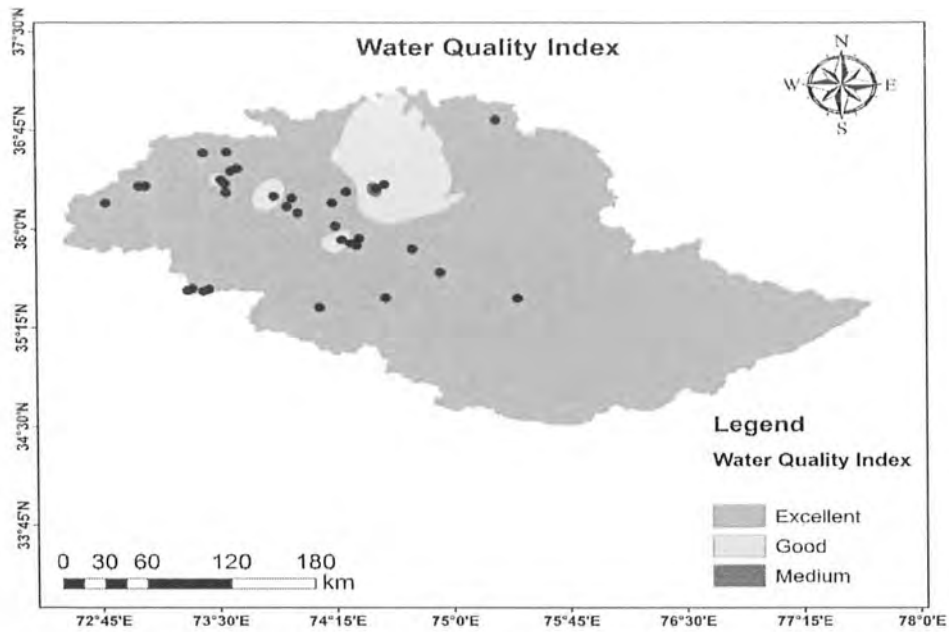 Water Quality Index
N
W E
S
37°30'N
36°45'N
36°0'N
35°15'N
34°30'N
33°45'N
Legend
Water Quality Index
Excellent
Good
Medium
0 30 60 120 180
km
72°45'E 73°30'E 74°15'E 75°0'E 75°45'E 76°30'E 77°15'E 78°0'E